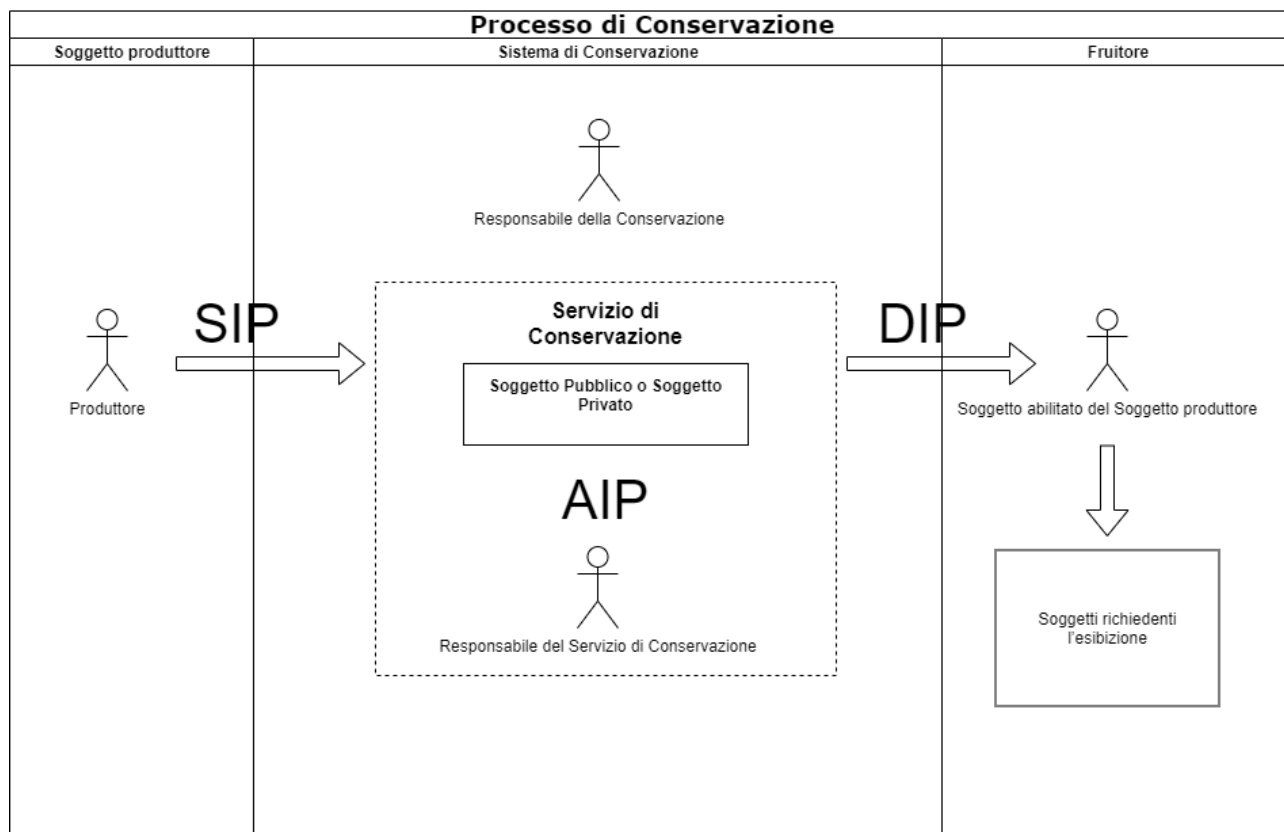 Processo di Conservazione
Soggetto produttore
Sistema di Conservazione
Fruitore
Responsabile della Conservazione
SIP
Servizio di
Conservazione
DIP
Soggetto Pubblico o Soggetto
Privato
Produttore
Soggetto abilitato del Soggetto produttore
AIP
Soggetti richiedenti
l'esibizione
Responsabile del Servizio di Conservazione